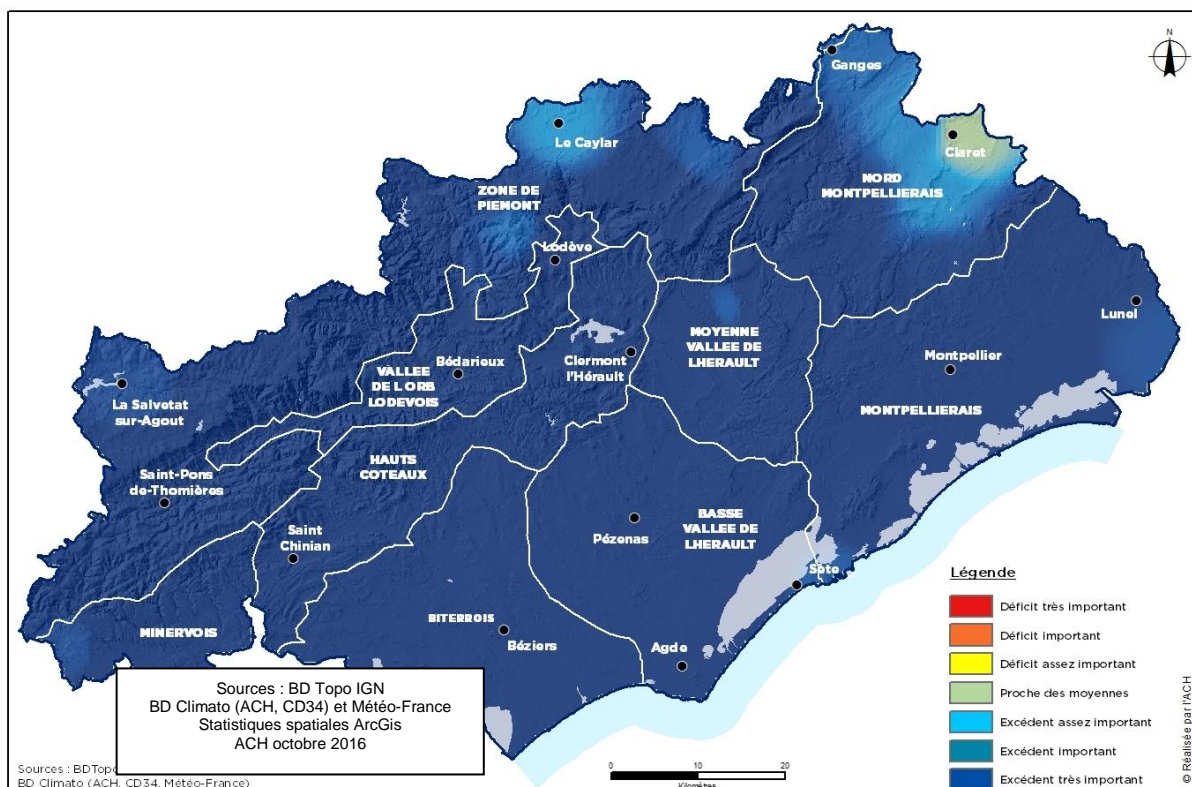 N
Ganges
Le Caylar
Claret
NORD
MONTPELLIERAIS
ZONE DE
PIEMONT
Lodève
Lunel
MOYENNE
VALLEE DE
LHERAULT
Clermont
l'Hérault
Montpellier
Bédarieux
VALLEE
DE L ORB
LODEVOIS
La Salvetat
sur-Agout
MONTPELLIERAIS
HAUTS
COTEAUX
Saint-Pons
de-Thomières
BASSE
VALLEE DE
LHERAULT
Pézenas
Saint
Chinian
Sète
BITERROIS
MINERVOIS
Béziers
Agde
Légende
Déficit très important
Déficit important
Déficit assez important
Proche des moyennes
Excédent assez important
Excédent important
Excédent très important
Sources : BD Topo IGN
BD Climato (ACH, CD34) et Météo-France
Statistiques spatiales ArcGis
ACH octobre 2016
Sources : BDTopo
BD Climato (ACH, CD34, Météo-France)
0 10 20
Kilomètres
© Réalisée par l'ACH